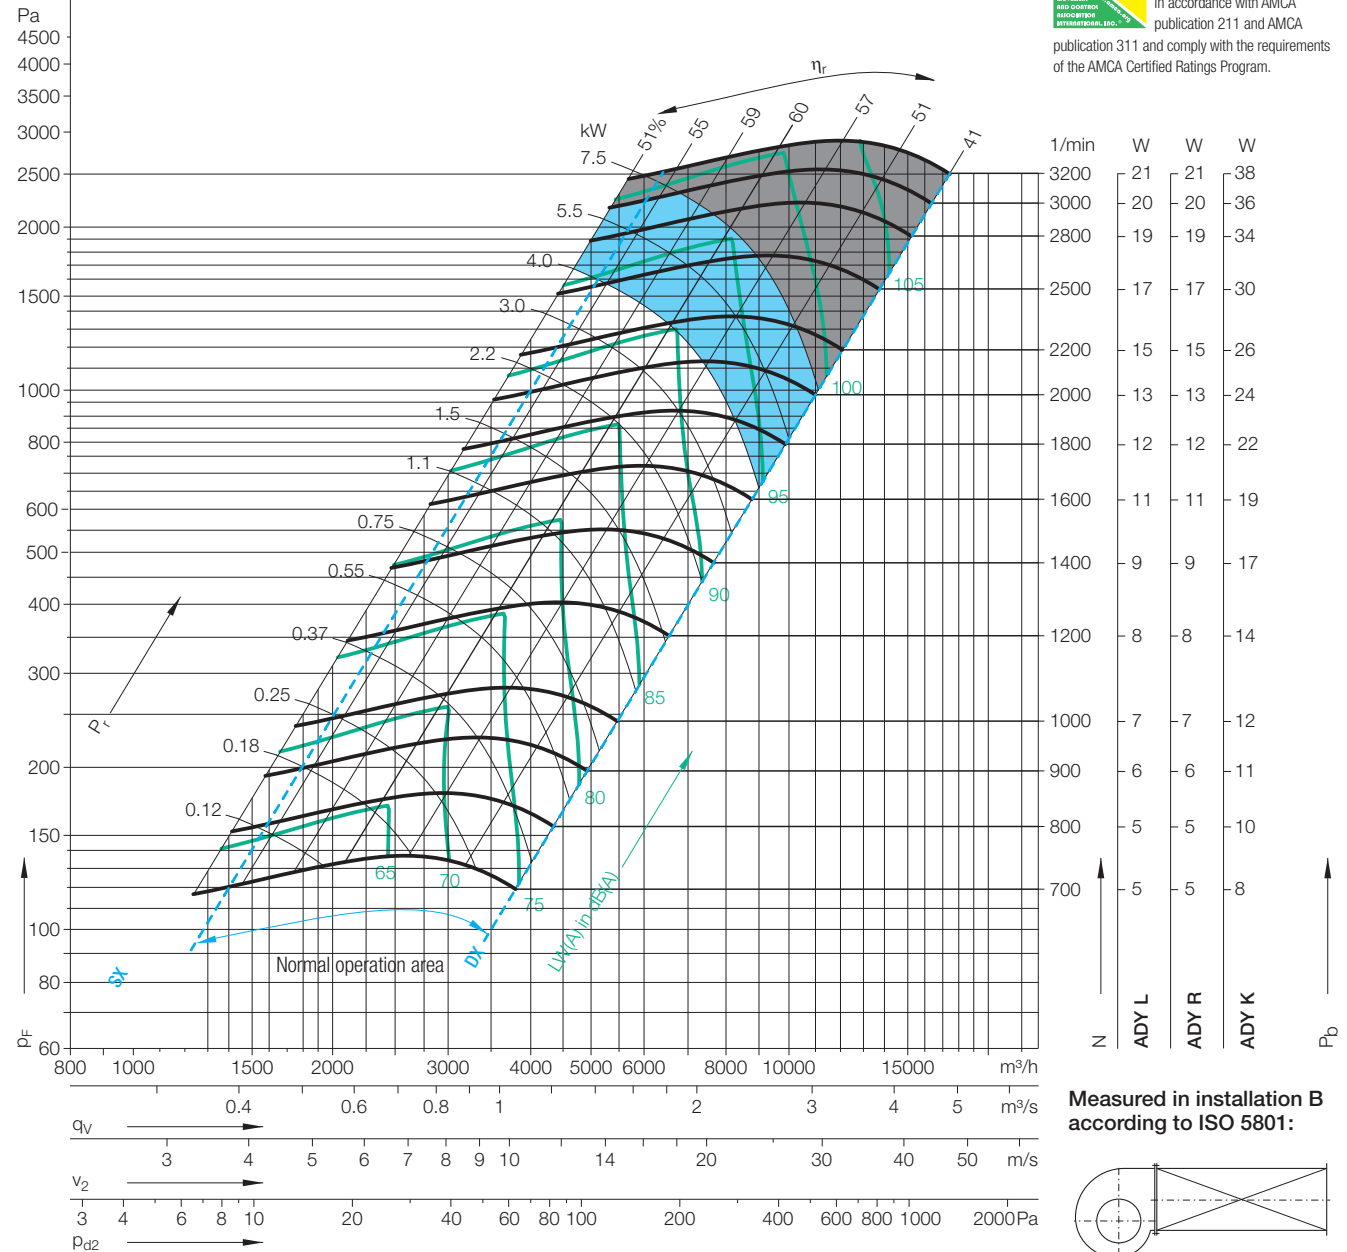 Pa
4500
4000
3500
3000
2500
2000
1500
1000
800
600
500
400
300
200
150
100
80
60
pF
AND CONTROL
ASSOCIATION
INTERNATIONAL, INC.®
in accordance with AMCA
publication 211 and AMCA
publication 311 and comply with the requirements
of the AMCA Certified Ratings Program.
ηr
51% 55 59 60 57 51 41
kW
7.5
5.5
4.0
3.0
2.2
1.5
1.1
0.75
0.55
0.37
0.25
0.18
0.12
Pr
105
100
95
90
85
80
75
70
65
LW(A) in dB(A)
SX
DX
Normal operation area
1/min W W W
3200 21 21 38
3000 20 20 36
2800 19 19 34
2500 17 17 30
2200 15 15 26
2000 13 13 24
1800 12 12 22
1600 11 11 19
1400 9 9 17
1200 8 8 14
1000 7 7 12
900 6 6 11
800 5 5 10
700 5 5 8
N ADY L ADY R ADY K Pb
800 1000 1500 2000 3000 4000 5000 6000 8000 10000 15000 m³/h
0.4 0.6 0.8 1 2 3 4 5 m³/s
qV
3 4 5 6 7 8 9 10 14 20 30 40 50 m/s
v2
3 4 6 8 10 20 40 60 80 100 200 400 600 800 1000 2000 Pa
pd2
Measured in installation B
according to ISO 5801: